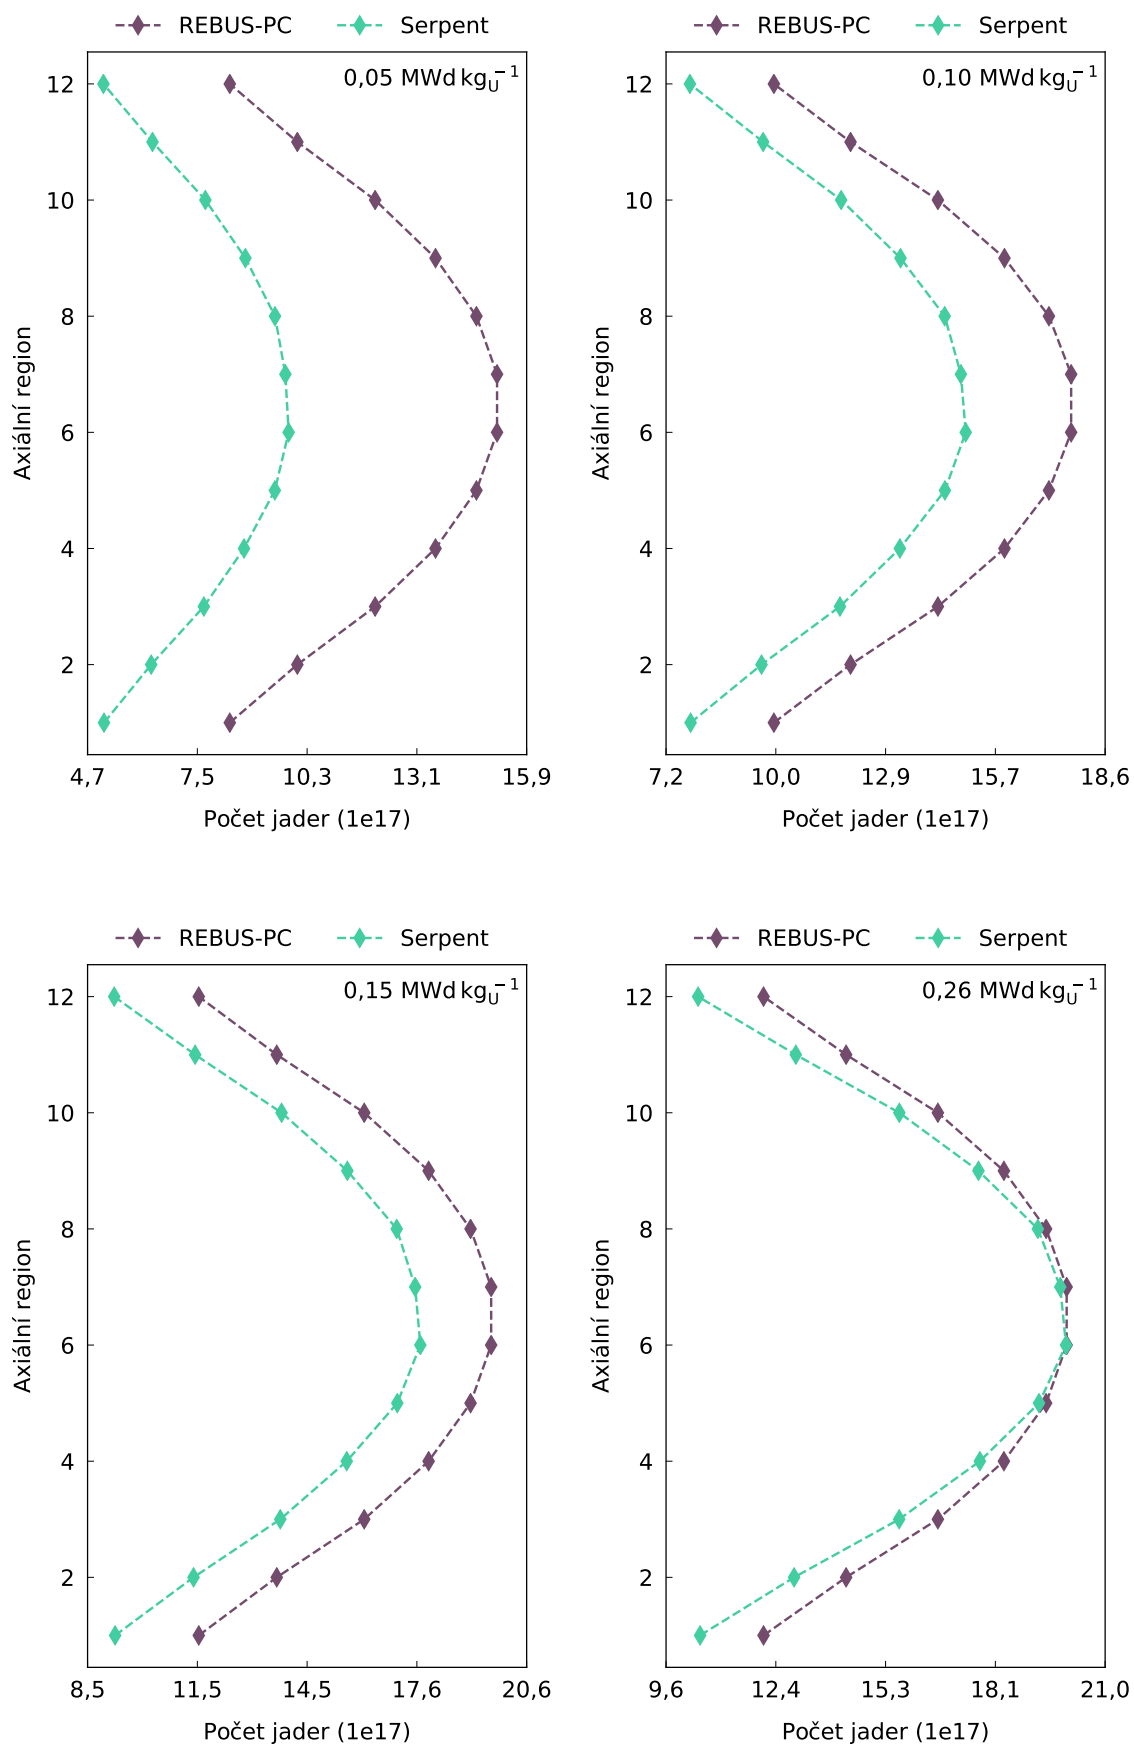 REBUS-PC Serpent
0,05 MWd kg_U^−1
12
10
8
6
4
2
Axiální region
4,7 7,5 10,3 13,1 15,9
Počet jader (1e17)
REBUS-PC Serpent
0,10 MWd kg_U^−1
12
10
8
6
4
2
Axiální region
7,2 10,0 12,9 15,7 18,6
Počet jader (1e17)
REBUS-PC Serpent
0,15 MWd kg_U^−1
12
10
8
6
4
2
Axiální region
8,5 11,5 14,5 17,6 20,6
Počet jader (1e17)
REBUS-PC Serpent
0,26 MWd kg_U^−1
12
10
8
6
4
2
Axiální region
9,6 12,4 15,3 18,1 21,0
Počet jader (1e17)